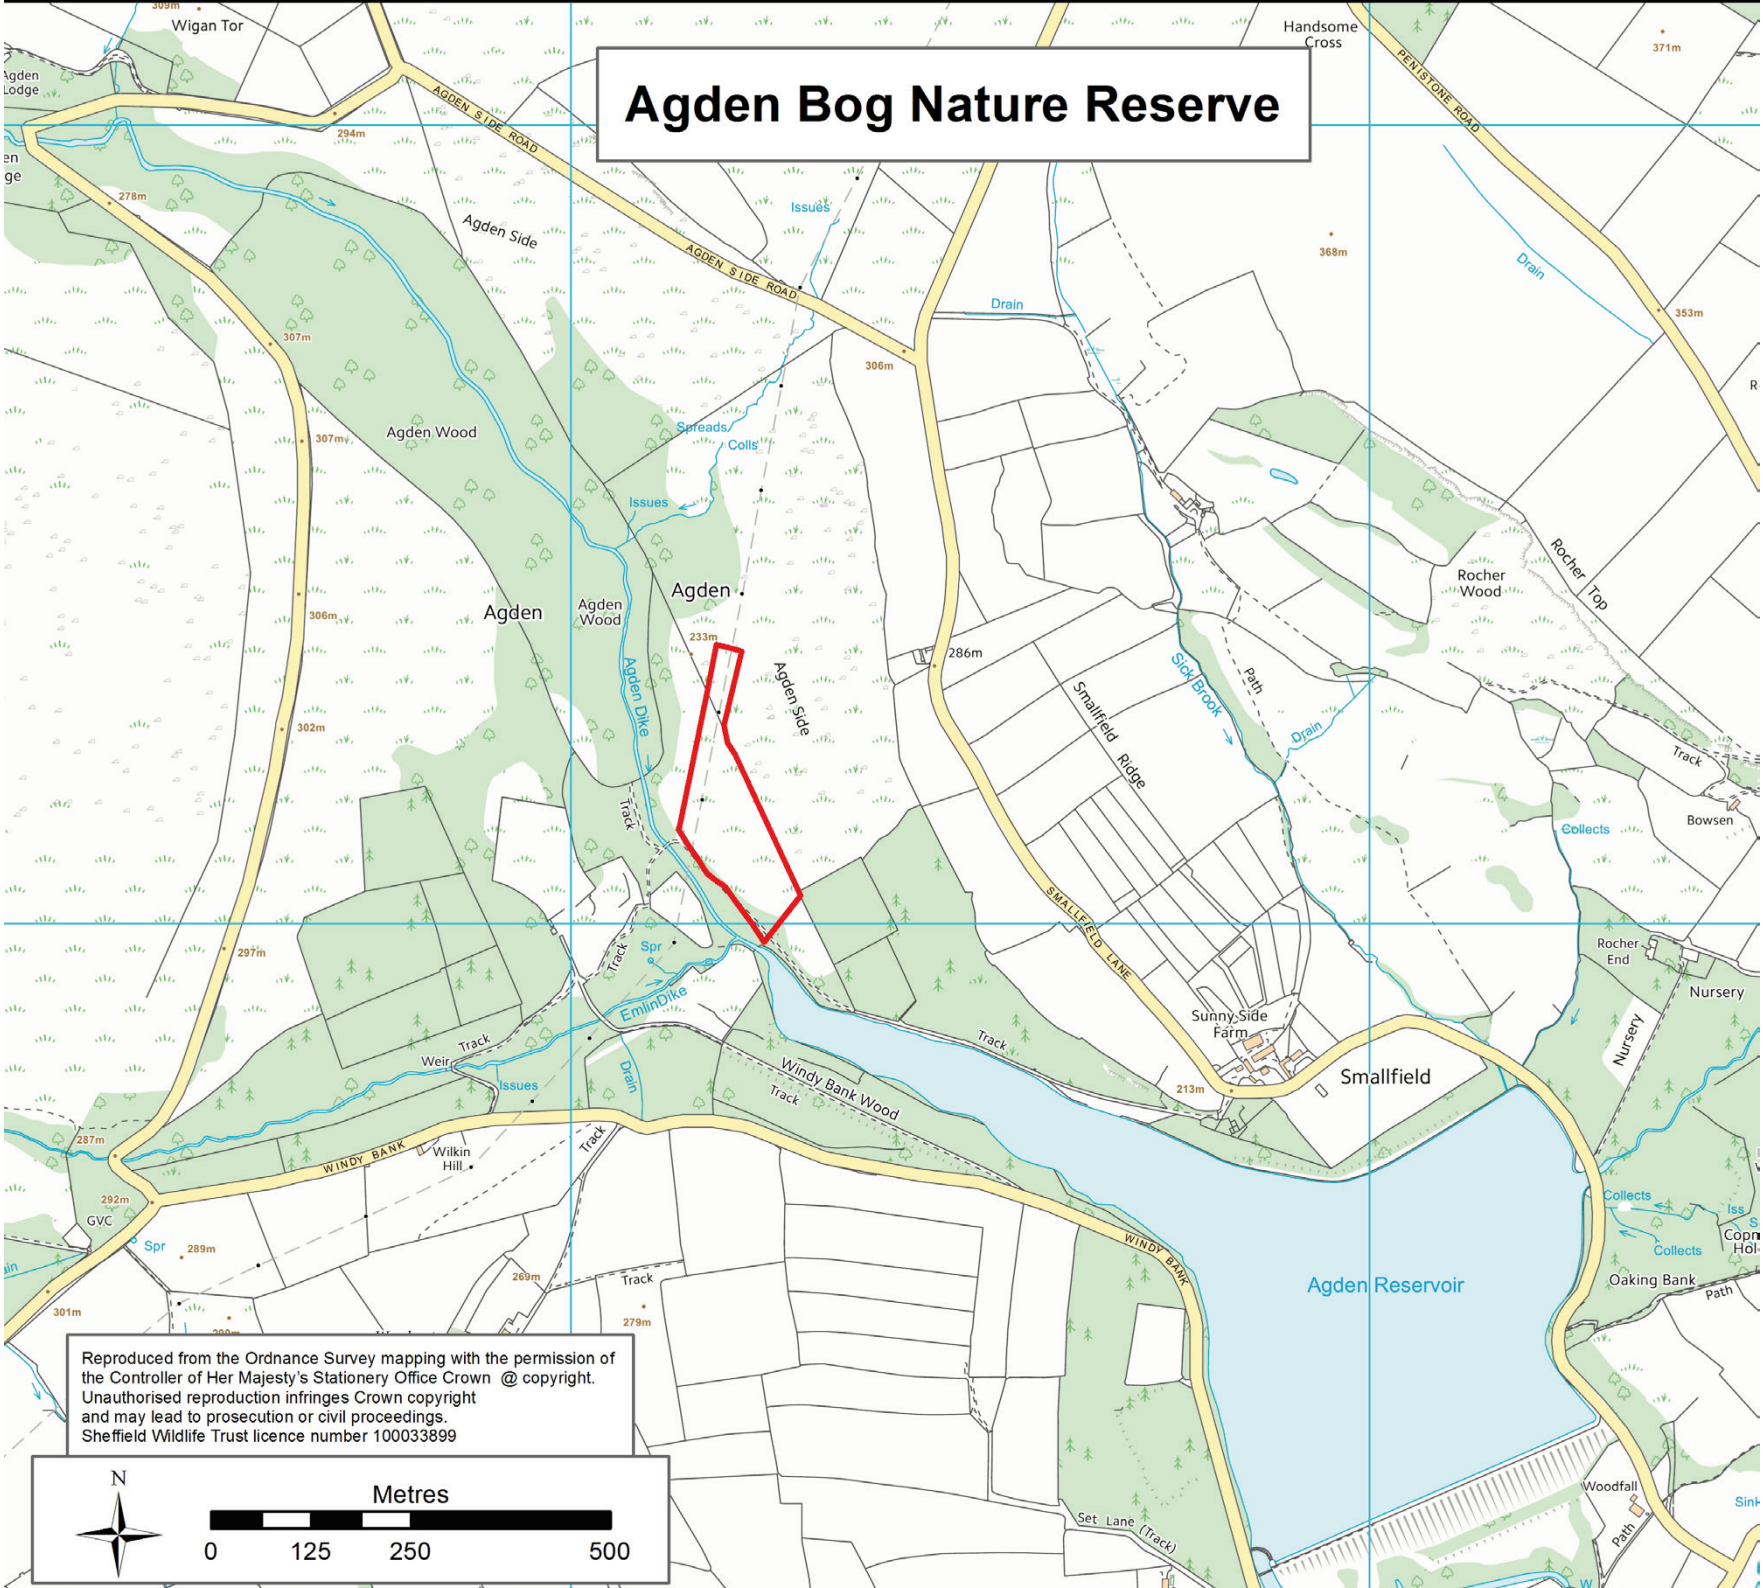 309m
Wigan Tor
Handsome
Cross
371m
Agden
Lodge
Agden Bog Nature Reserve
PENISTONE ROAD
AGDEN SIDE ROAD
294m
278m
Issues
Agden Side
368m
Drain
AGDEN SIDE ROAD
Drain
353m
307m
306m
307m
Agden Wood
Spreads
Colls
Issues
Rocher Top
Rocher
Wood
Agden
Agden
Agden
Wood
306m
233m
286m
Agden Dike
Agden Side
Sick Brook
Path
Smallfield Ridge
Drain
302m
Track
Track
Bowsen
Collects
SMALLFIELD LANE
297m
Spr
Track
Rocher
End
Nursery
Nursery
EmlinDike
Sunny Side
Farm
Track
Track
Weir
Issues
Drain
Windy Bank Wood
Track
213m
Smallfield
287m
WINDY BANK
Wilkin
Hill
Track
292m
GVC
Spr
289m
Collects
Iss
Collects
WINDY BANK
Agden Reservoir
Oaking Bank
Path
269m
Track
301m
279m
Reproduced from the Ordnance Survey mapping with the permission of
the Controller of Her Majesty's Stationery Office Crown @ copyright.
Unauthorised reproduction infringes Crown copyright
and may lead to prosecution or civil proceedings.
Sheffield Wildlife Trust licence number 100033899
N
Metres
0 125 250 500
Set Lane (Track)
Woodfall
Path